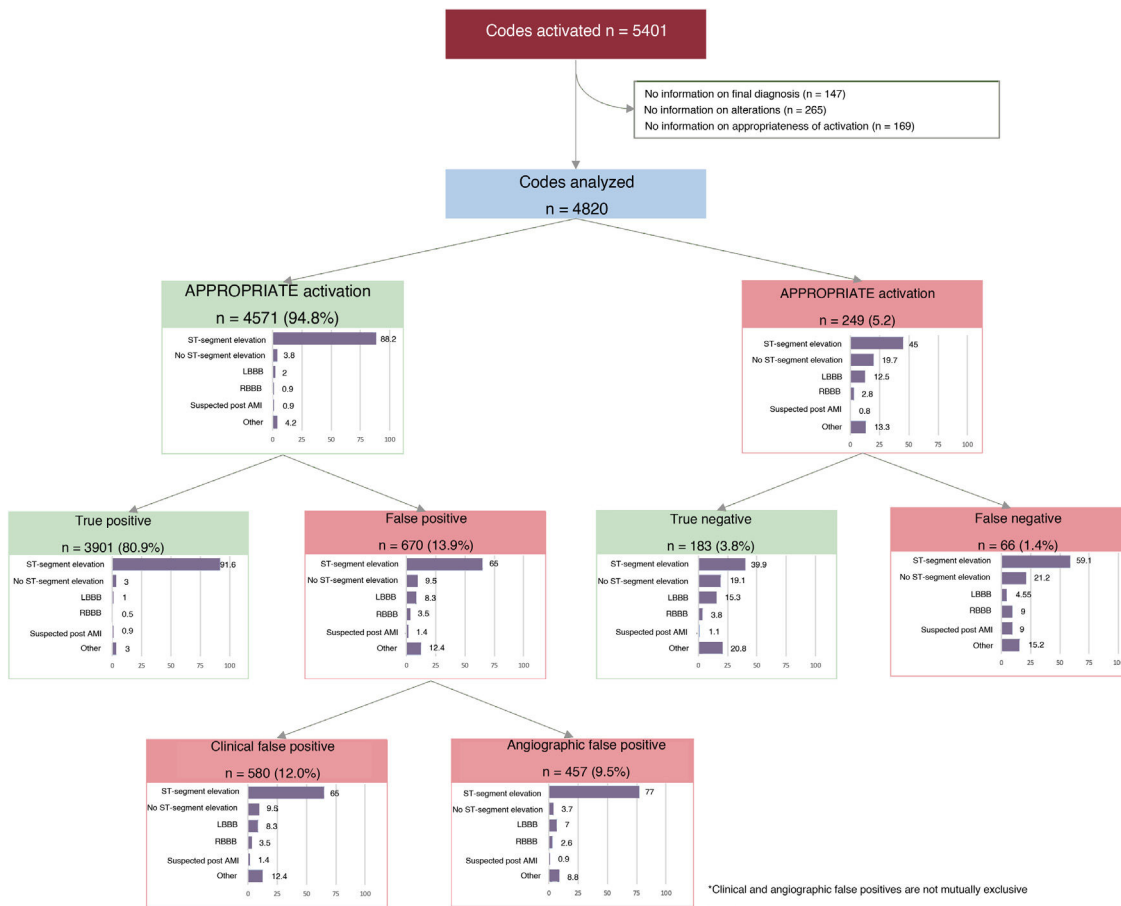 Codes activated n = 5401
No information on final diagnosis (n = 147)
No information on alterations (n = 265)
No information on appropriateness of activation (n = 169)
Codes analyzed
n = 4820
APPROPRIATE activation
n = 4571 (94.8%)
ST-segment elevation 88.2
No ST-segment elevation 3.8
LBBB 2
RBBB 0.9
Suspected post AMI 0.9
Other 4.2
0 25 50 75 100
APPROPRIATE activation
n = 249 (5.2)
ST-segment elevation 45
No ST-segment elevation 19.7
LBBB 12.5
RBBB 2.8
Suspected post AMI 0.8
Other 13.3
0 25 50 75 100
True positive
n = 3901 (80.9%)
ST-segment elevation 91.6
No ST-segment elevation 3
LBBB 1
RBBB 0.5
Suspected post AMI 0.9
Other 3
0 25 50 75 100
False positive
n = 670 (13.9%)
ST-segment elevation 65
No ST-segment elevation 9.5
LBBB 8.3
RBBB 3.5
Suspected post AMI 1.4
Other 12.4
0 25 50 75 100
True negative
n = 183 (3.8%)
ST-segment elevation 39.9
No ST-segment elevation 19.1
LBBB 15.3
RBBB 3.8
Suspected post AMI 1.1
Other 20.8
0 25 50 75 100
False negative
n = 66 (1.4%)
ST-segment elevation 59.1
No ST-segment elevation 21.2
LBBB 4.55
RBBB 9
Suspected post AMI 9
Other 15.2
0 25 50 75 100
Clinical false positive
n = 580 (12.0%)
ST-segment elevation 65
No ST-segment elevation 9.5
LBBB 8.3
RBBB 3.5
Suspected post AMI 1.4
Other 12.4
0 25 50 75 100
Angiographic false positive
n = 457 (9.5%)
ST-segment elevation 77
No ST-segment elevation 3.7
LBBB 7
RBBB 2.6
Suspected post AMI 0.9
Other 8.8
0 25 50 75 100
*Clinical and angiographic false positives are not mutually exclusive